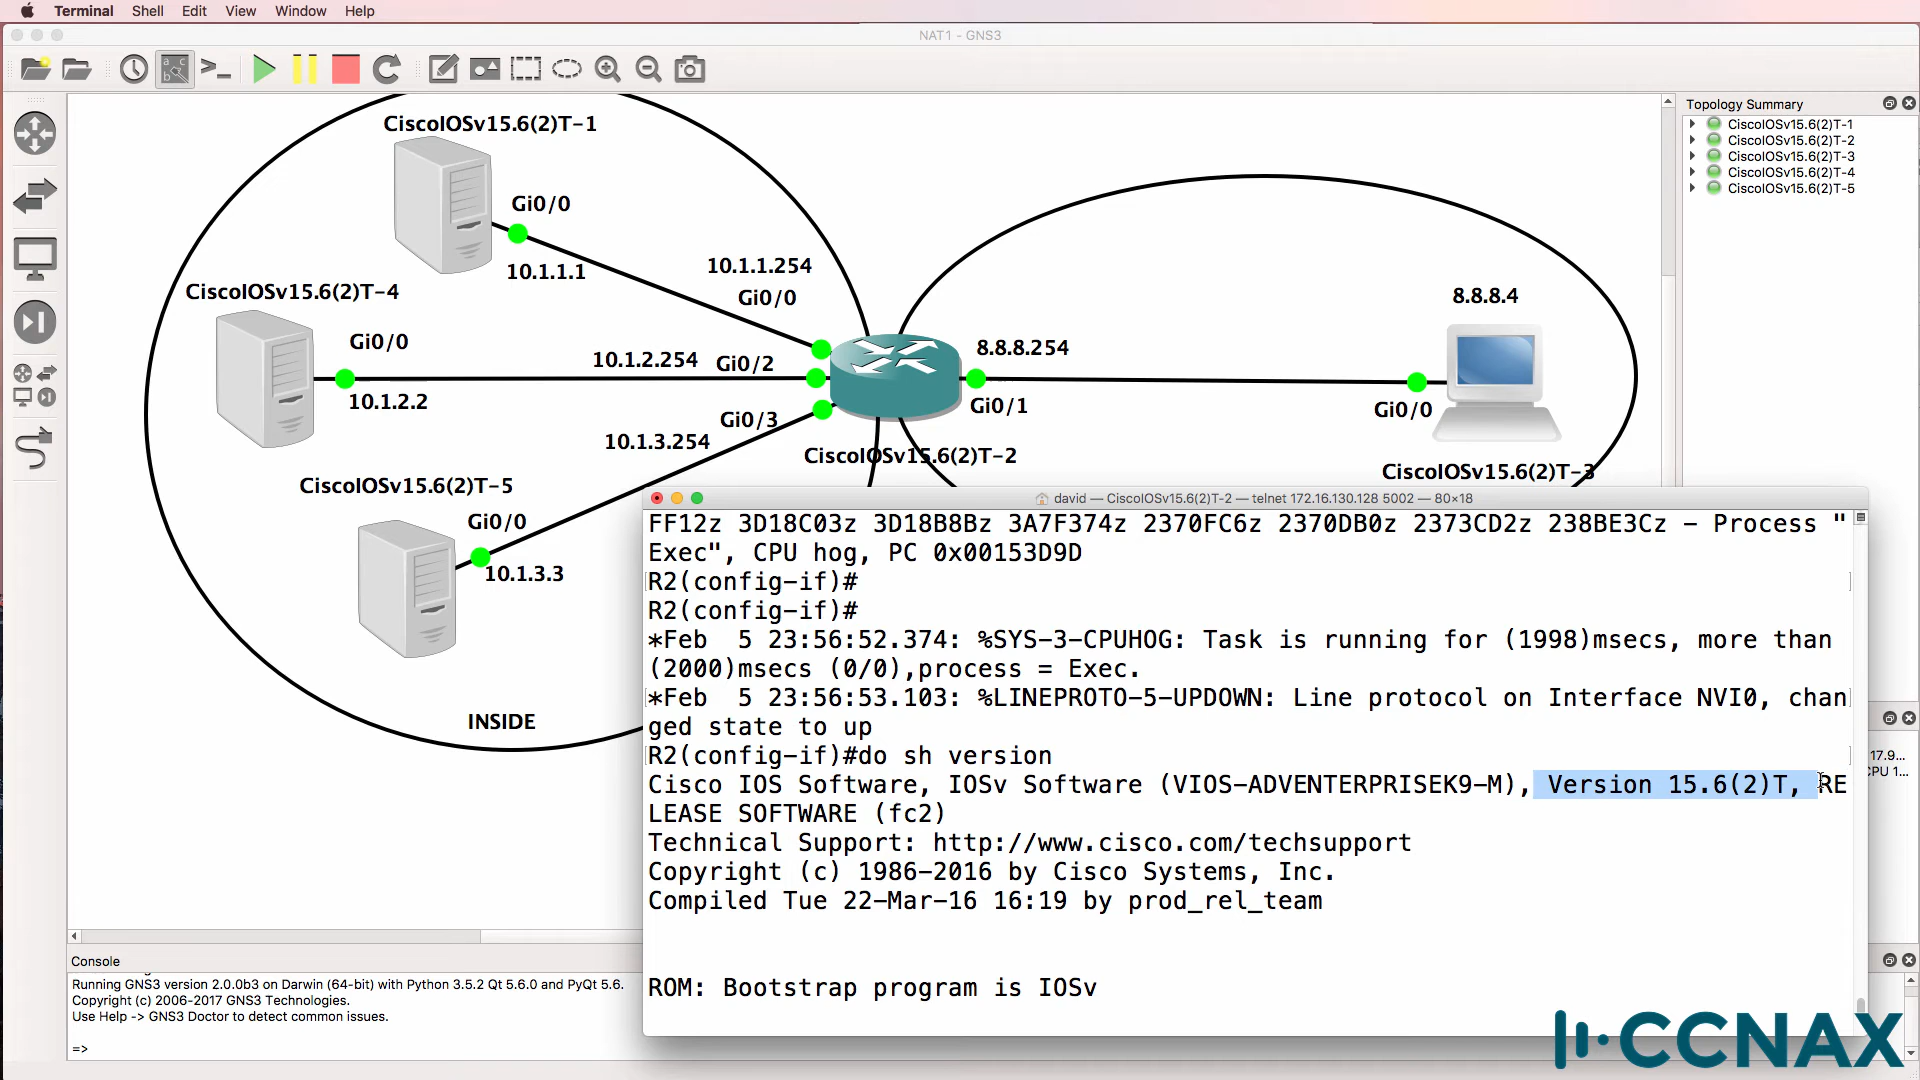 Terminal Shell Edit View Window Help
NAT1 - GNS3
CiscoIOSv15.6(2)T-1
Gi0/0
10.1.1.1
10.1.1.254
Gi0/0
CiscoIOSv15.6(2)T-4
Gi0/0
10.1.2.2
10.1.2.254 Gi0/2
Gi0/3
10.1.3.254
CiscoIOSv15.6(2)T-2
8.8.8.254
Gi0/1
8.8.8.4
Gi0/0
CiscoIOSv15.6(2)T-3
CiscoIOSv15.6(2)T-5
Gi0/0
10.1.3.3
INSIDE
Topology Summary
CiscoIOSv15.6(2)T-1
CiscoIOSv15.6(2)T-2
CiscoIOSv15.6(2)T-3
CiscoIOSv15.6(2)T-4
CiscoIOSv15.6(2)T-5
17.9...
CPU 1...
david — CiscoIOSv15.6(2)T-2 — telnet 172.16.130.128 5002 — 80×18
FF12z 3D18C03z 3D18B8Bz 3A7F374z 2370FC6z 2370DB0z 2373CD2z 238BE3Cz - Process "
Exec", CPU hog, PC 0x00153D9D
R2(config-if)#
R2(config-if)#
*Feb  5 23:56:52.374: %SYS-3-CPUHOG: Task is running for (1998)msecs, more than
(2000)msecs (0/0),process = Exec.
*Feb  5 23:56:53.103: %LINEPROTO-5-UPDOWN: Line protocol on Interface NVI0, chan
ged state to up
R2(config-if)#do sh version
Cisco IOS Software, IOSv Software (VIOS-ADVENTERPRISEK9-M), Version 15.6(2)T, RE
LEASE SOFTWARE (fc2)
Technical Support: http://www.cisco.com/techsupport
Copyright (c) 1986-2016 by Cisco Systems, Inc.
Compiled Tue 22-Mar-16 16:19 by prod_rel_team
ROM: Bootstrap program is IOSv
Console
Running GNS3 version 2.0.0b3 on Darwin (64-bit) with Python 3.5.2 Qt 5.6.0 and PyQt 5.6.
Copyright (c) 2006-2017 GNS3 Technologies.
Use Help -> GNS3 Doctor to detect common issues.
=>
CCNAX